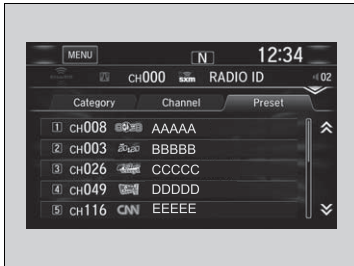 MENU N 12:34
CH000 sxm RADIO ID 02
Category Channel Preset
1 CH008 AAAAA
2 CH003 20on20 BBBBB
3 CH026 CCCCC
4 CH049 DDDDD
5 CH116 CNN EEEEE